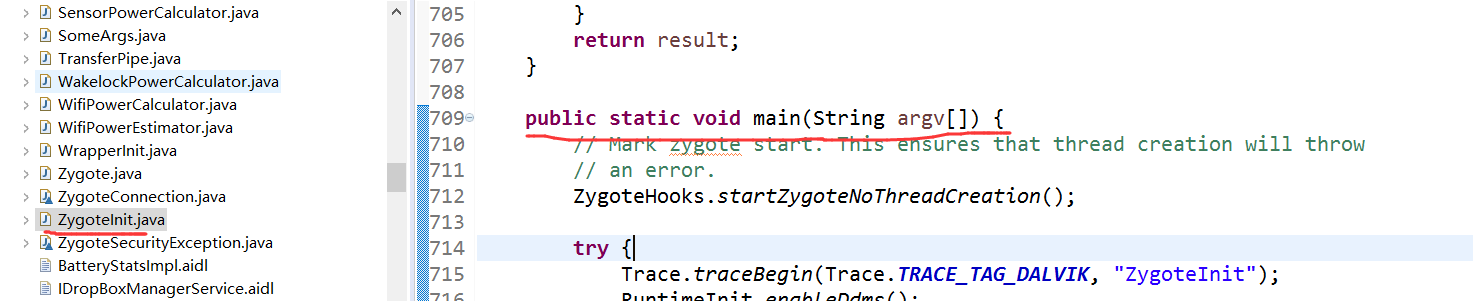 SensorPowerCalculator.java
SomeArgs.java
TransferPipe.java
WakelockPowerCalculator.java
WifiPowerCalculator.java
WifiPowerEstimator.java
WrapperInit.java
Zygote.java
ZygoteConnection.java
ZygoteInit.java
ZygoteSecurityException.java
BatteryStatsImpl.aidl
IDropBoxManagerService.aidl
705 }
706 return result;
707 }
708
709 public static void main(String argv[]) {
710 // Mark zygote start. This ensures that thread creation will throw
711 // an error.
712 ZygoteHooks.startZygoteNoThreadCreation();
713
714 try {
715 Trace.traceBegin(Trace.TRACE_TAG_DALVIK, "ZygoteInit");
716 RuntimeInit.enableDdms();